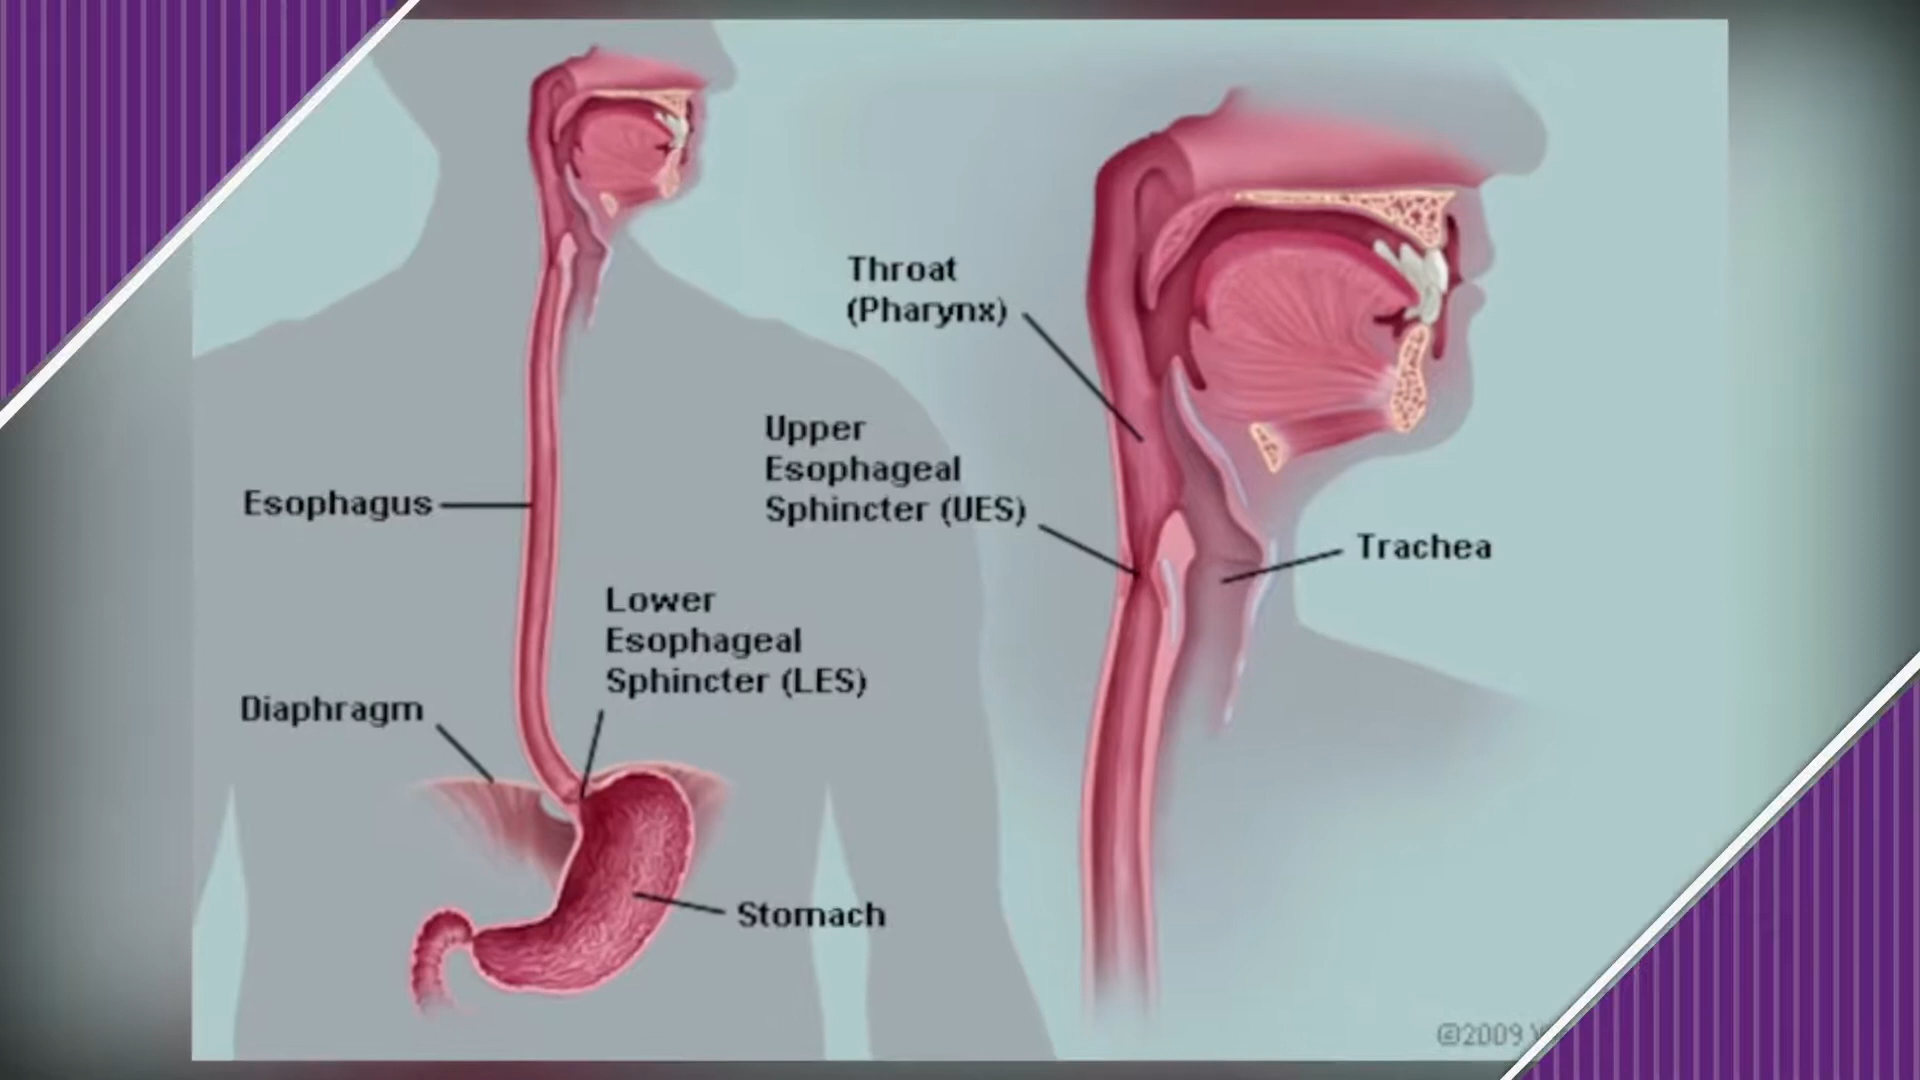 Throat
(Pharynx)
Upper
Esophageal
Sphincter (UES)
Esophagus
Trachea
Lower
Esophageal
Sphincter (LES)
Diaphragm
Stomach
©2009